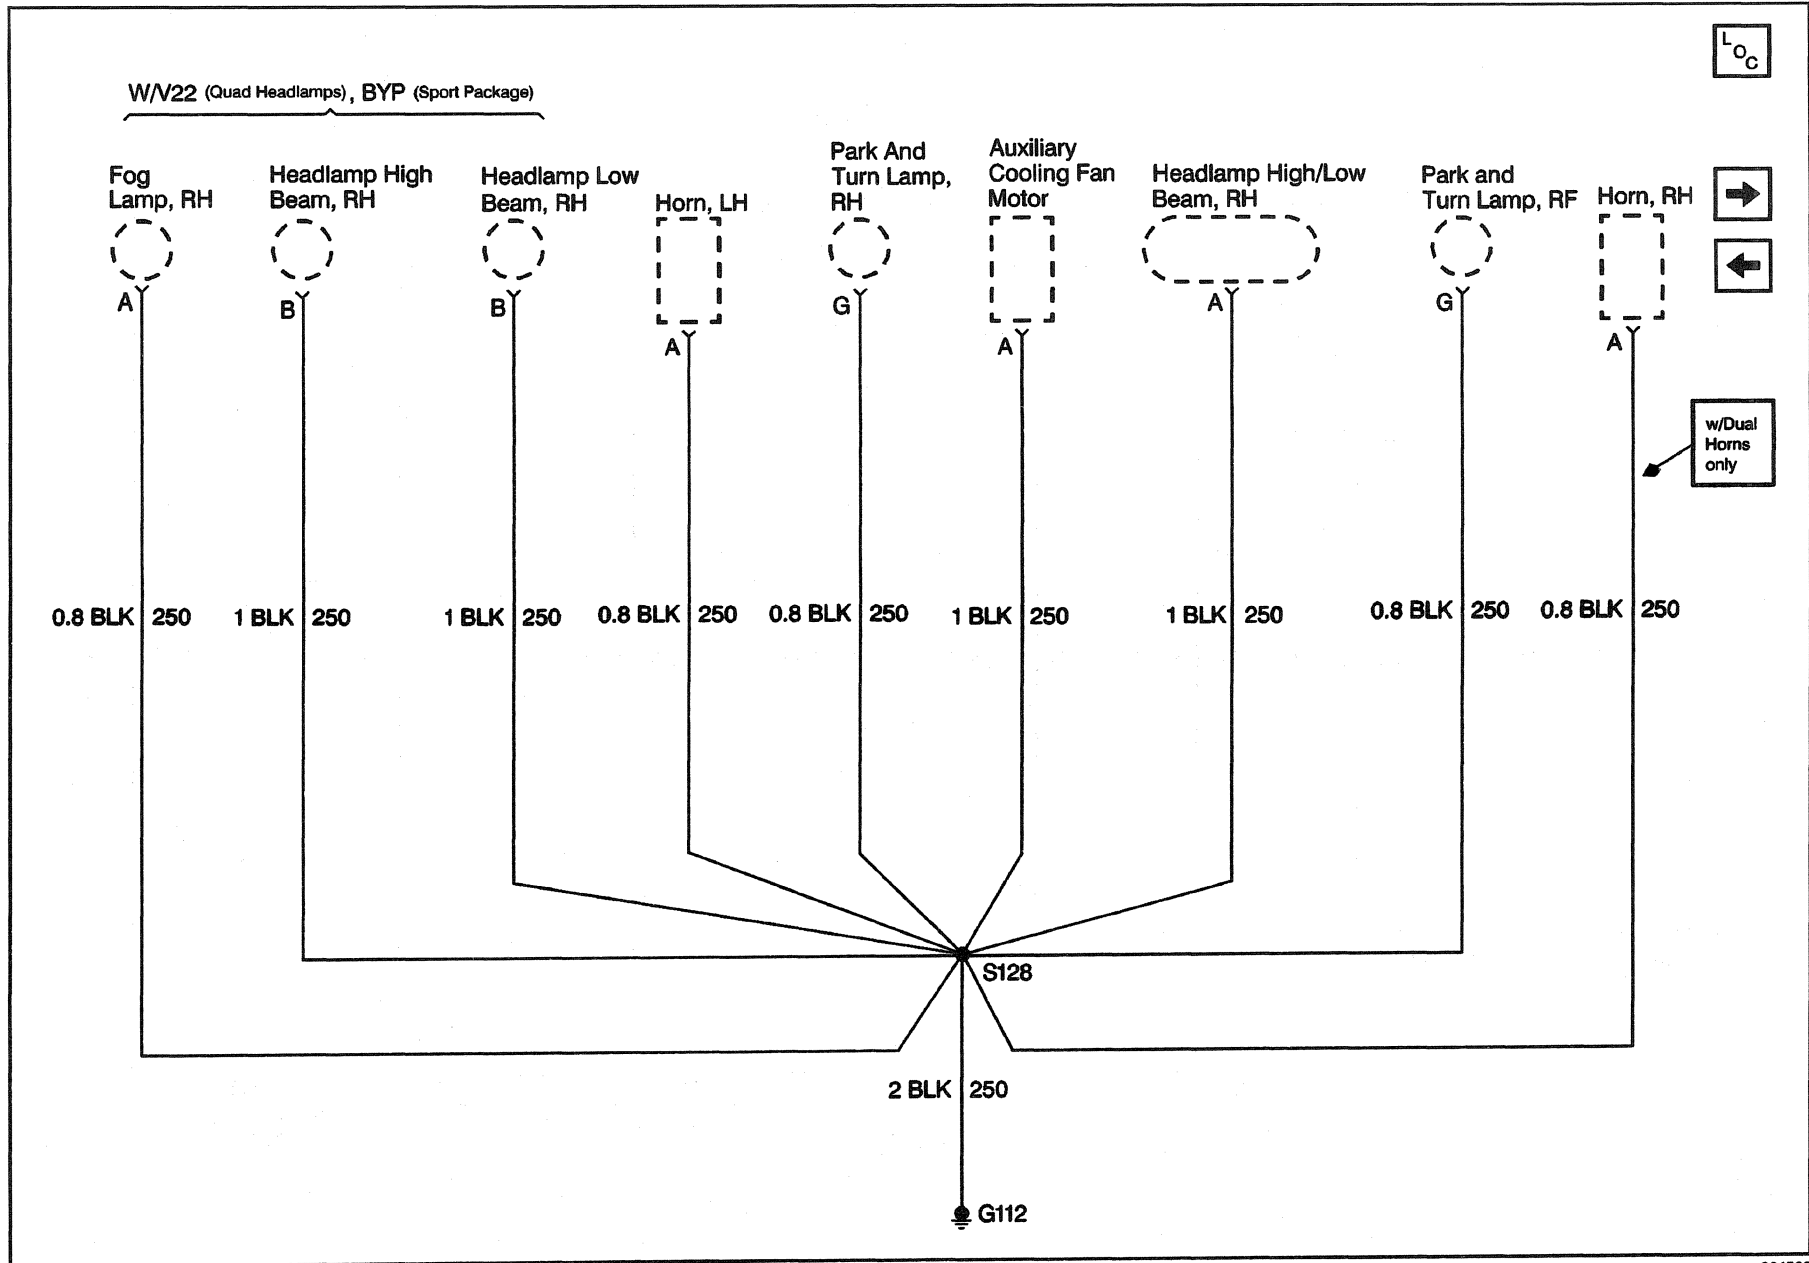 L
O
C
W/V22 (Quad Headlamps), BYP (Sport Package)
Fog
Lamp, RH
Headlamp High
Beam, RH
Headlamp Low
Beam, RH
Horn, LH
Park And
Turn Lamp,
RH
Auxiliary
Cooling Fan
Motor
Headlamp High/Low
Beam, RH
Park and
Turn Lamp, RF
Horn, RH
A
B
B
A
G
A
A
G
A
w/Dual
Horns
only
0.8 BLK 250
1 BLK 250
1 BLK 250
0.8 BLK 250
0.8 BLK 250
1 BLK 250
1 BLK 250
0.8 BLK 250
0.8 BLK 250
S128
2 BLK 250
G112